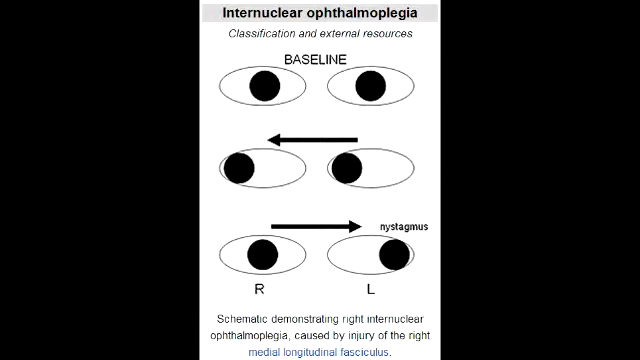 Internuclear ophthalmoplegia
Classification and external resources
BASELINE
nystagmus
R L
Schematic demonstrating right internuclear
ophthalmoplegia, caused by injury of the right
medial longitudinal fasciculus.